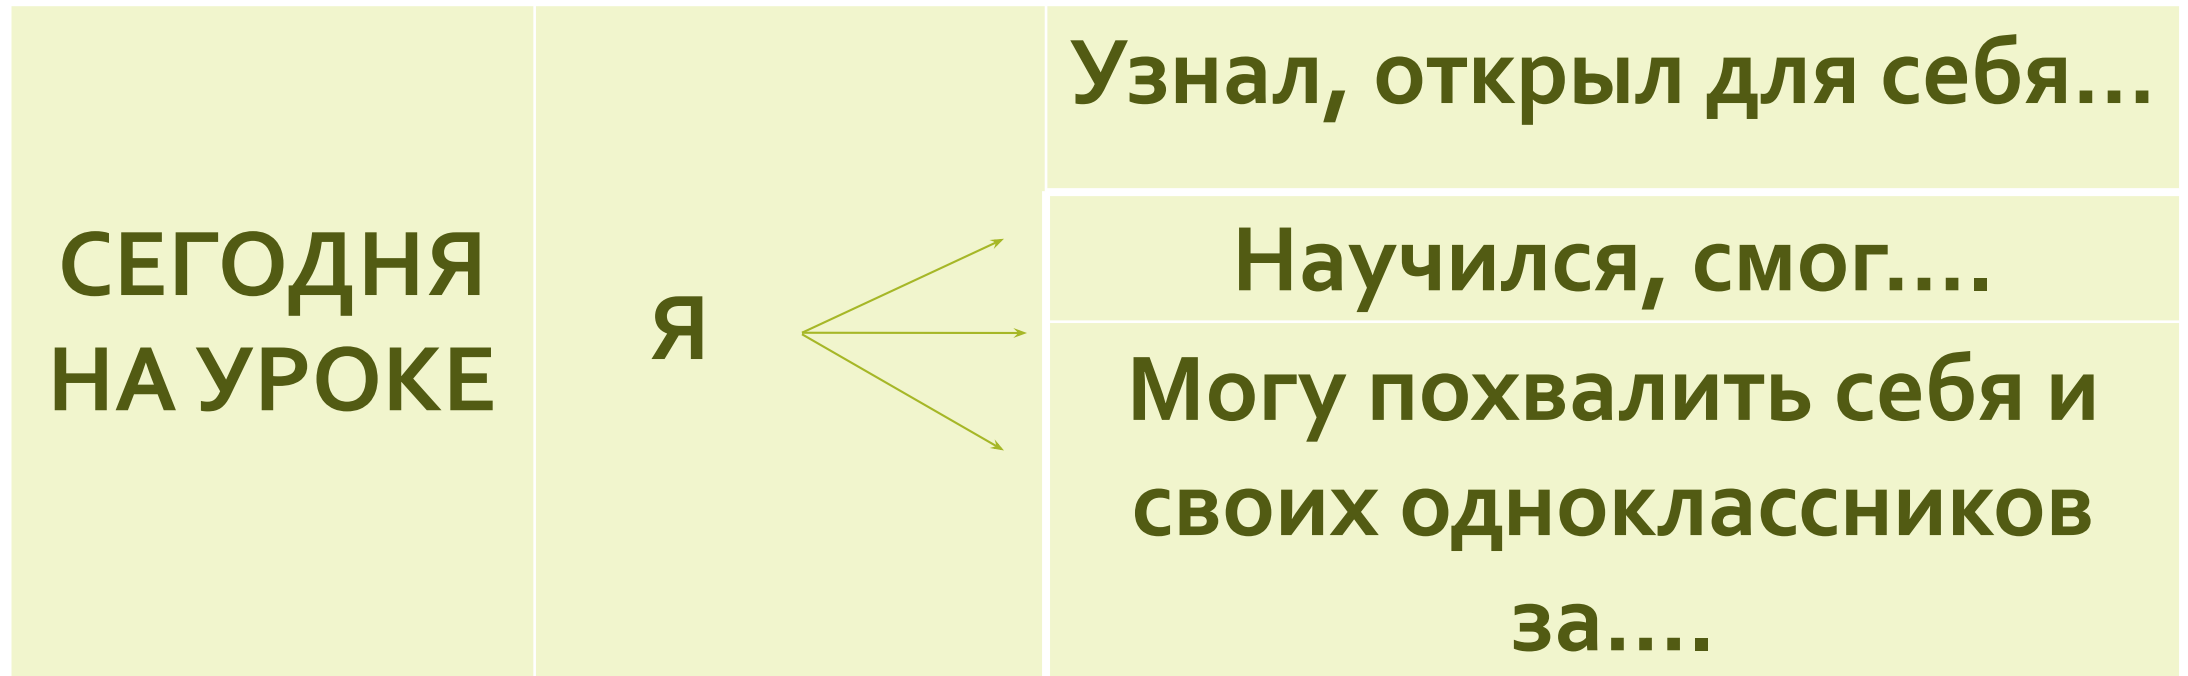 СЕГОДНЯ
НА УРОКЕ
Я
Узнал, открыл для себя...
Научился, смог....
Могу похвалить себя и
своих одноклассников
за....